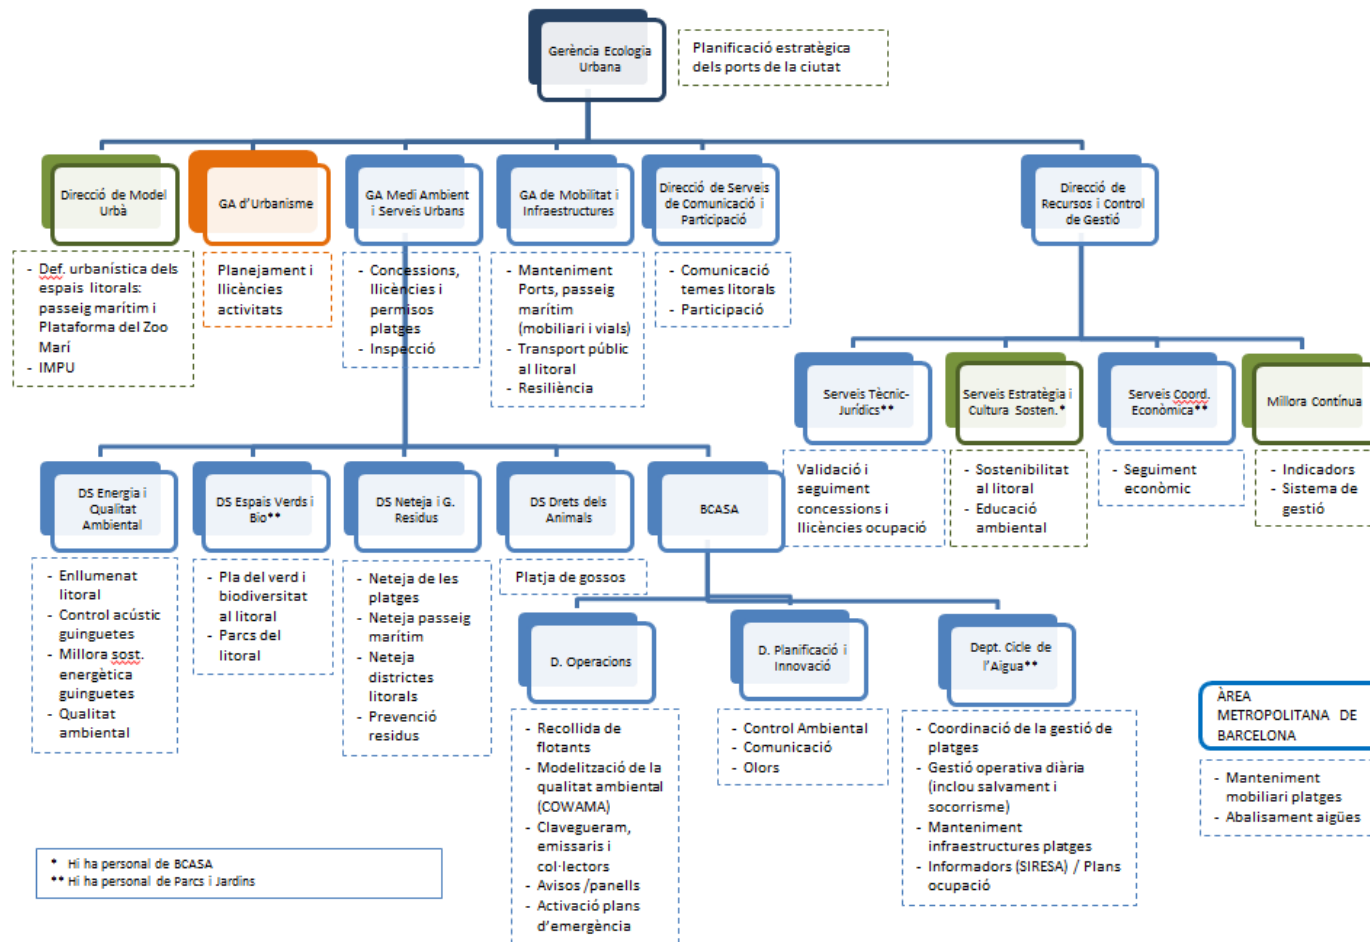 Gerència Ecologia
Urbana
Planificació estratègica
dels ports de la ciutat
Direcció de Model
Urbà
GA d'Urbanisme
GA Medi Ambient
i Serveis Urbans
GA de Mobilitat i
Infraestructures
Direcció de Serveis
de Comunicació i
Participació
Direcció de
Recursos i Control
de Gestió
- Def. urbanística dels
espais litorals:
passeig marítim i
Plataforma del Zoo
Marí
- IMPU
Planejament i
llicències
activitats
- Concessions,
llicències i
permisos
platges
- Inspecció
- Manteniment
Ports, passeig
marítim
(mobiliari i vials)
- Transport públic
al litoral
- Resiliència
- Comunicació
temes litorals
- Participació
Serveis Tècnic-
Jurídics**
Serveis Estratègia i
Cultura Sosten.*
Serveis Coord.
Econòmica**
Millora Contínua
Validació i
seguiment
concessions i
llicències ocupació
- Sostenibilitat
al litoral
- Educació
ambiental
- Seguiment
econòmic
- Indicadors
- Sistema de
gestió
DS Energia i
Qualitat
Ambiental
DS Espais Verds i
Bio**
DS Neteja i G.
Residus
DS Drets dels
Animals
BCASA
- Enllumenat
litoral
- Control acústic
guinguetes
- Millora sost.
energètica
guinguetes
- Qualitat
ambiental
- Pla del verd i
biodiversitat
al litoral
- Parcs del
litoral
- Neteja de les
platges
- Neteja passeig
marítim
- Neteja
districtes
litorals
- Prevenció
residus
Platja de gossos
D. Operacions
D. Planificació i
Innovació
Dept. Cicle de
l'Aigua**
- Recollida de
flotants
- Modelització de la
qualitat ambiental
(COWAMA)
- Clavegueram,
emissaris i
col·lectors
- Avisos /panells
- Activació plans
d'emergència
- Control Ambiental
- Comunicació
- Olors
- Coordinació de la gestió de
platges
- Gestió operativa diària
(inclou salvament i
socorrisme)
- Manteniment
infraestructures platges
- Informadors (SIRESA) / Plans
ocupació
ÀREA
METROPOLITANA DE
BARCELONA
- Manteniment
mobiliari platges
- Abalisament aigües
* Hi ha personal de BCASA
** Hi ha personal de Parcs i Jardins